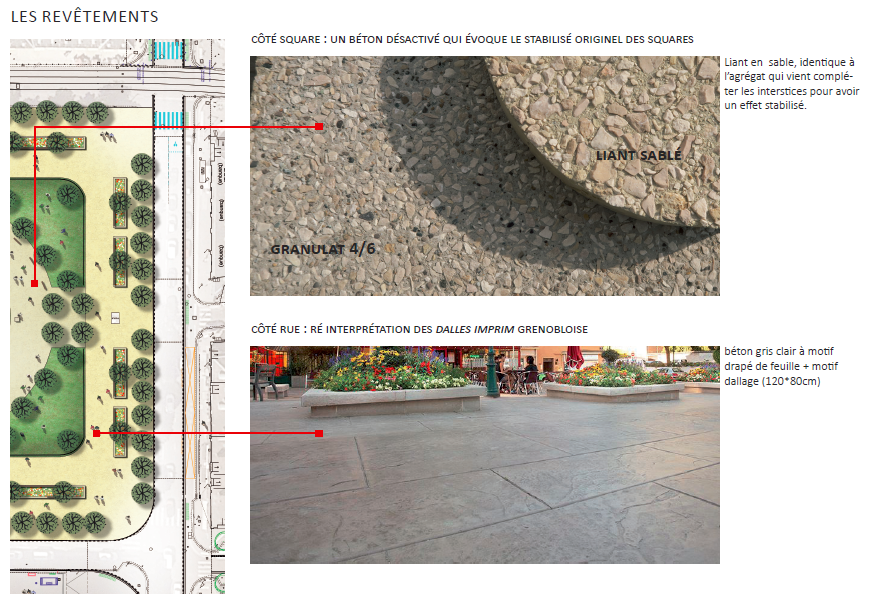 LES REVÊTEMENTS
CÔTÉ SQUARE : UN BÉTON DÉSACTIVÉ QUI ÉVOQUE LE STABILISÉ ORIGINEL DES SQUARES
Liant en  sable, identique à
l'agrégat qui vient complé-
ter les interstices pour avoir
un effet stabilisé.
LIANT SABLE
GRANULAT 4/6
CÔTÉ RUE : RÉ INTERPRÉTATION DES DALLES IMPRIM GRENOBLOISE
béton gris clair à motif
drapé de feuille + motif
dallage (120*80cm)